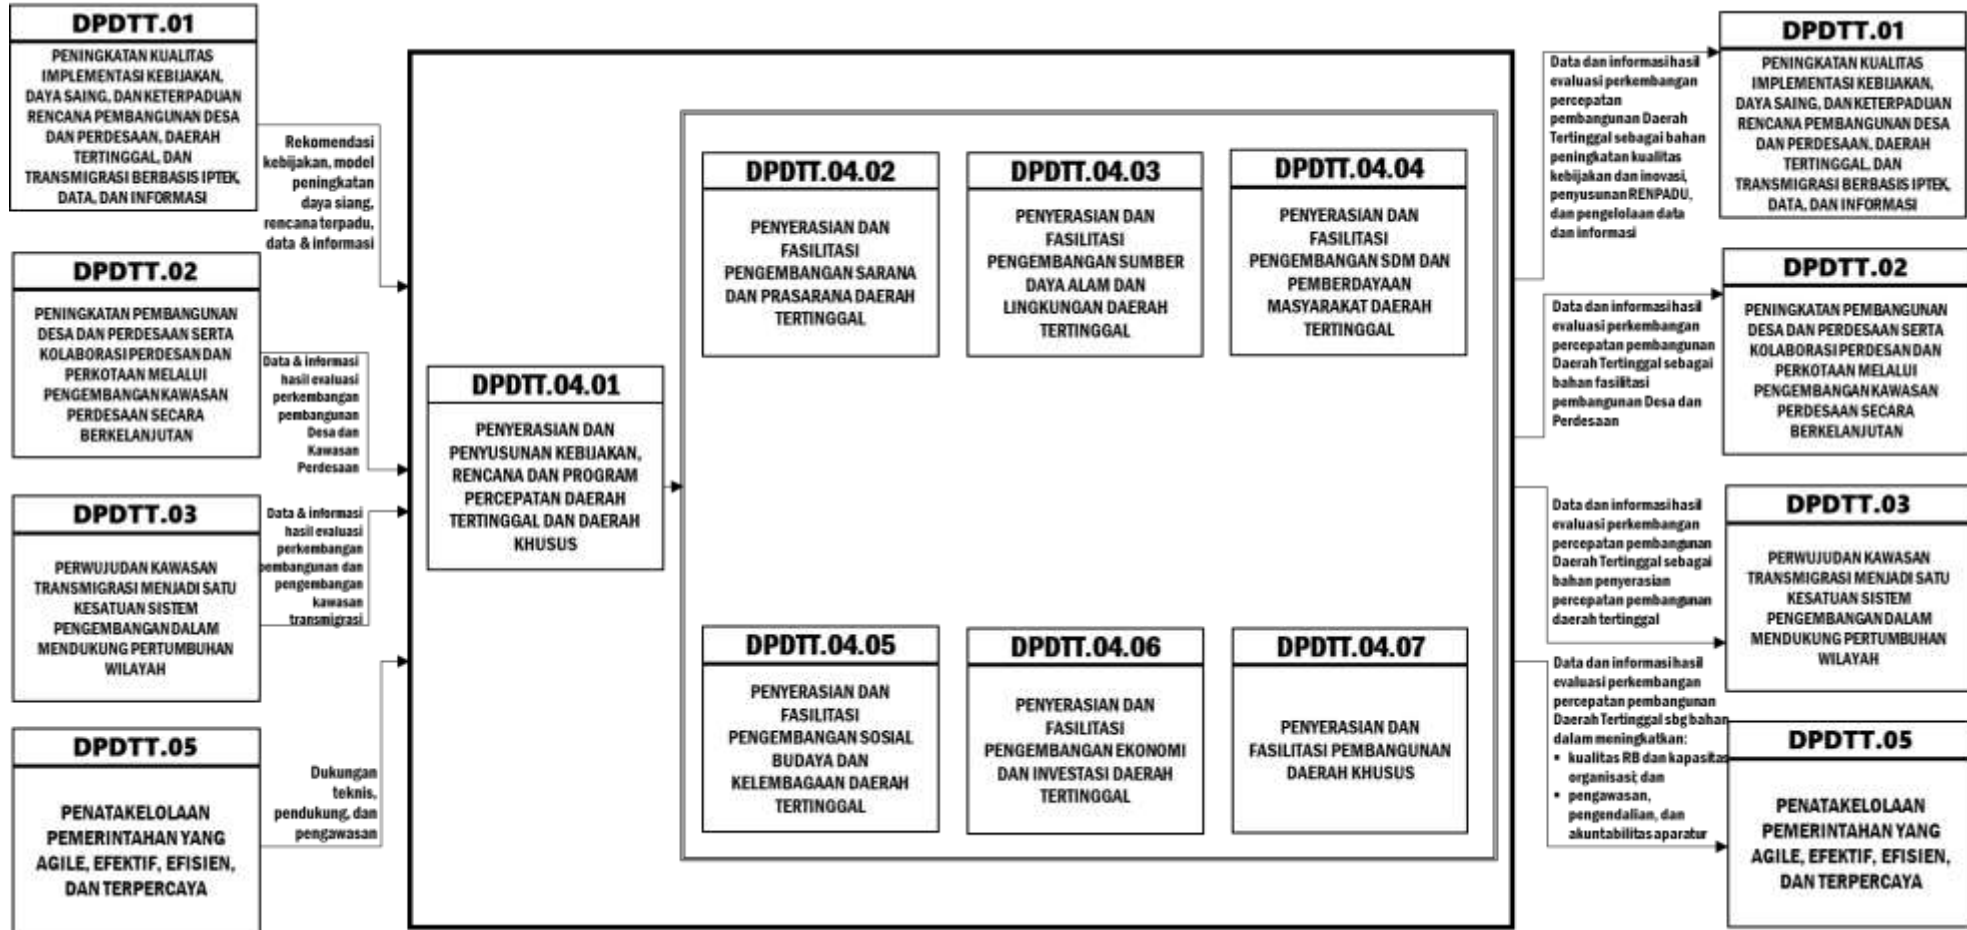 DPDTT.01
PENINGKATAN KUALITAS
IMPLEMENTASI KEBIJAKAN,
DAYA SAING, DAN KETERPADUAN
RENCANA PEMBANGUNAN DESA
DAN PERDESAAN, DAERAH
TERTINGGAL, DAN
TRANSMIGRASI BERBASIS IPTEK,
DATA, DAN INFORMASI
DPDTT.02
PENINGKATAN PEMBANGUNAN
DESA DAN PERDESAAN SERTA
KOLABORASI PERDESAN DAN
PERKOTAAN MELALUI
PENGEMBANGAN KAWASAN
PERDESAAN SECARA
BERKELANJUTAN
DPDTT.03
PERWUJUDAN KAWASAN
TRANSMIGRASI MENJADI SATU
KESATUAN SISTEM
PENGEMBANGAN DALAM
MENDUKUNG PERTUMBUHAN
WILAYAH
DPDTT.05
PENATAKELOLAAN
PEMERINTAHAN YANG
AGILE, EFEKTIF, EFISIEN,
DAN TERPERCAYA
Rekomendasi
kebijakan, model
peningkatan
daya siang,
rencana terpadu,
data & informasi
Data & informasi
hasil evaluasi
perkembangan
pembangunan
Desa dan
Kawasan
Perdesaan
Data & informasi
hasil evaluasi
perkembangan
pembangunan dan
pengembangan
kawasan
transmigrasi
Dukungan
teknis,
pendukung, dan
pengawasan
DPDTT.04.01
PENYERASIAN DAN
PENYUSUNAN KEBIJAKAN,
RENCANA DAN PROGRAM
PERCEPATAN DAERAH
TERTINGGAL DAN DAERAH
KHUSUS
DPDTT.04.02
PENYERASIAN DAN
FASILITASI
PENGEMBANGAN SARANA
DAN PRASARANA DAERAH
TERTINGGAL
DPDTT.04.03
PENYERASIAN DAN
FASILITASI
PENGEMBANGAN SUMBER
DAYA ALAM DAN
LINGKUNGAN DAERAH
TERTINGGAL
DPDTT.04.04
PENYERASIAN DAN
FASILITASI
PENGEMBANGAN SDM DAN
PEMBERDAYAAN
MASYARAKAT DAERAH
TERTINGGAL
DPDTT.04.05
PENYERASIAN DAN
FASILITASI
PENGEMBANGAN SOSIAL
BUDAYA DAN
KELEMBAGAAN DAERAH
TERTINGGAL
DPDTT.04.06
PENYERASIAN DAN
FASILITASI
PENGEMBANGAN EKONOMI
DAN INVESTASI DAERAH
TERTINGGAL
DPDTT.04.07
PENYERASIAN DAN
FASILITASI PEMBANGUNAN
DAERAH KHUSUS
Data dan informasi hasil
evaluasi perkembangan
percepatan
pembangunan Daerah
Tertinggal sebagai bahan
peningkatan kualitas
kebijakan dan inovasi,
penyusunan RENPADU,
dan pengelolaan data
dan informasi
Data dan informasi hasil
evaluasi perkembangan
percepatan pembangunan
Daerah Tertinggal sebagai
bahan fasilitasi
pembangunan Desa dan
Perdesaan
Data dan informasi hasil
evaluasi perkembangan
percepatan pembangunan
Daerah Tertinggal sebagai
bahan penyerasian
percepatan pembangunan
daerah tertinggal
Data dan informasi hasil
evaluasi perkembangan
percepatan pembangunan
Daerah Tertinggal sbg bahan
dalam meningkatkan:
• kualitas RB dan kapasitas
organisasi; dan
• pengawasan,
pengendalian, dan
akuntabilitas aparatur
DPDTT.01
PENINGKATAN KUALITAS
IMPLEMENTASI KEBIJAKAN,
DAYA SAING, DAN KETERPADUAN
RENCANA PEMBANGUNAN DESA
DAN PERDESAAN, DAERAH
TERTINGGAL, DAN
TRANSMIGRASI BERBASIS IPTEK,
DATA, DAN INFORMASI
DPDTT.02
PENINGKATAN PEMBANGUNAN
DESA DAN PERDESAAN SERTA
KOLABORASI PERDESAN DAN
PERKOTAAN MELALUI
PENGEMBANGAN KAWASAN
PERDESAAN SECARA
BERKELANJUTAN
DPDTT.03
PERWUJUDAN KAWASAN
TRANSMIGRASI MENJADI SATU
KESATUAN SISTEM
PENGEMBANGAN DALAM
MENDUKUNG PERTUMBUHAN
WILAYAH
DPDTT.05
PENATAKELOLAAN
PEMERINTAHAN YANG
AGILE, EFEKTIF, EFISIEN,
DAN TERPERCAYA